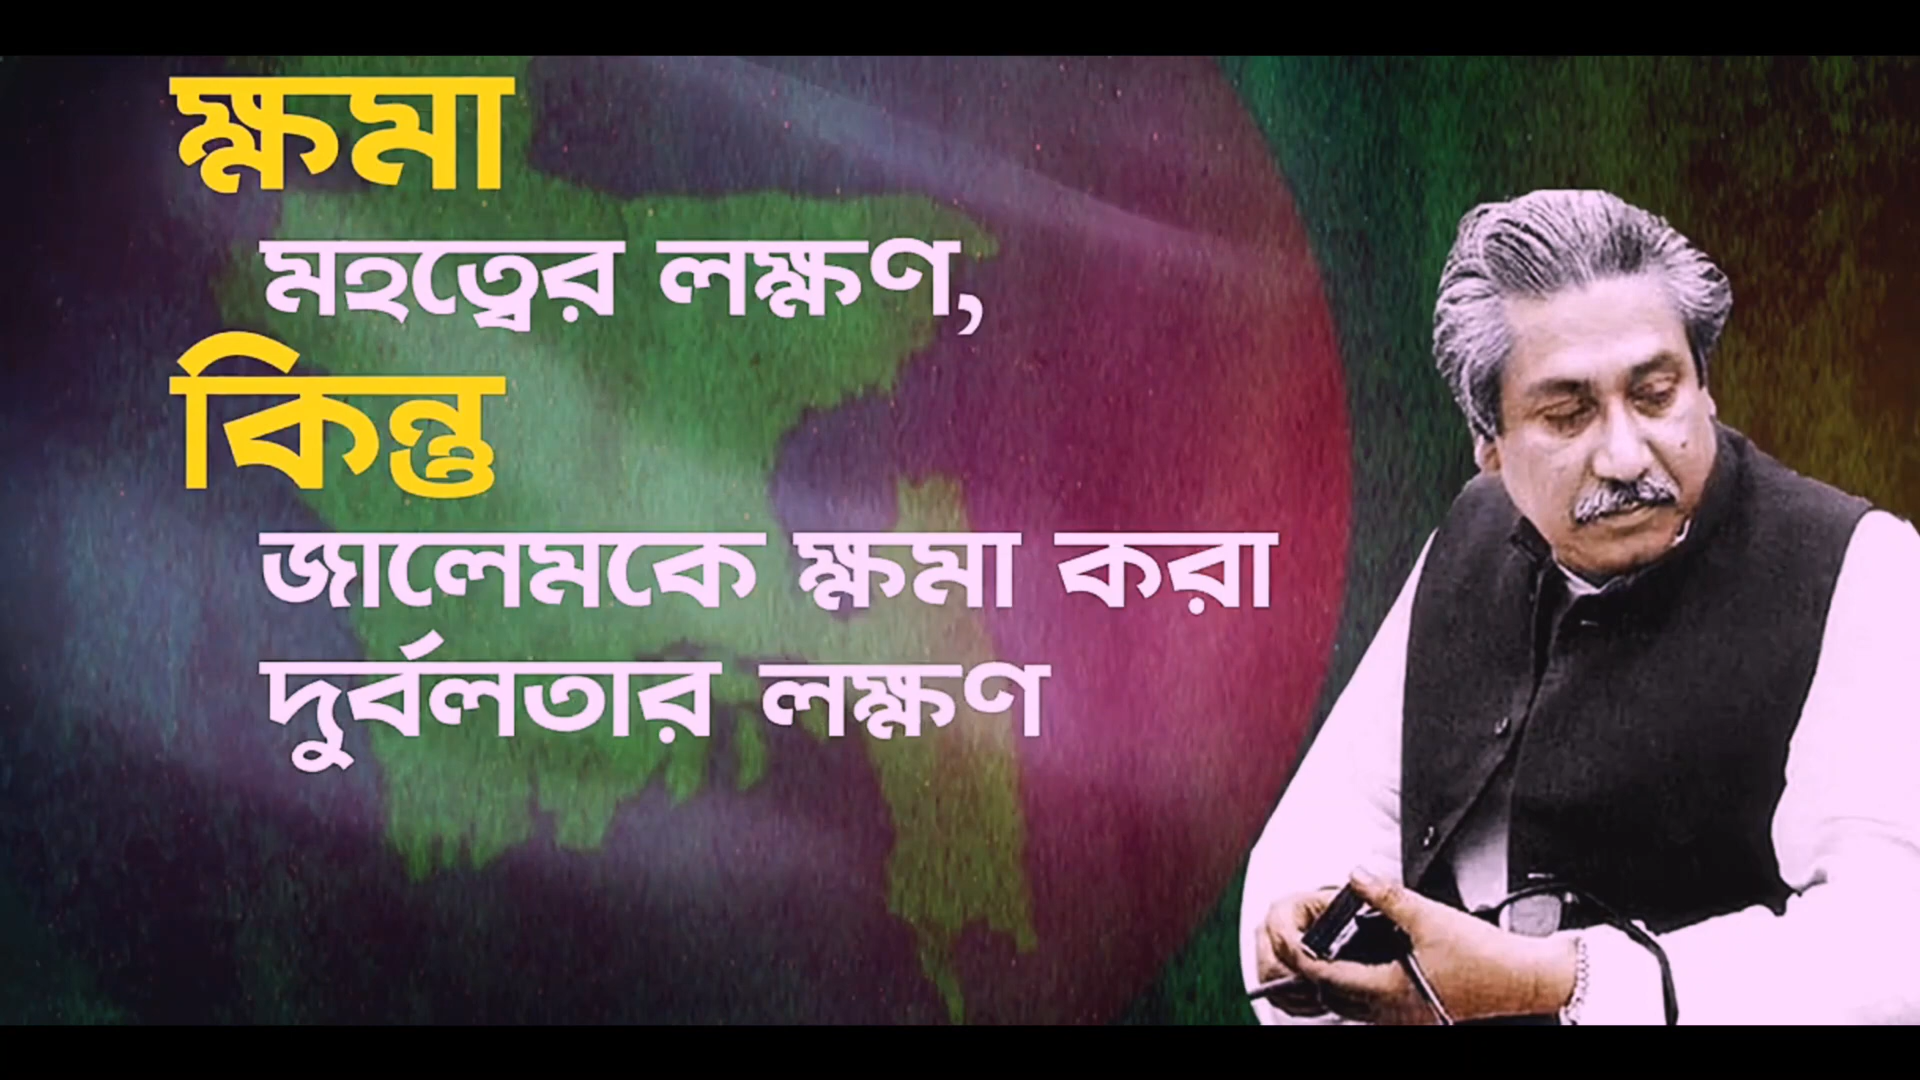 ক্ষমা
মহত্বের লক্ষণ,
কিন্তু
জালেমকে ক্ষমা করা
দুর্বলতার লক্ষণ